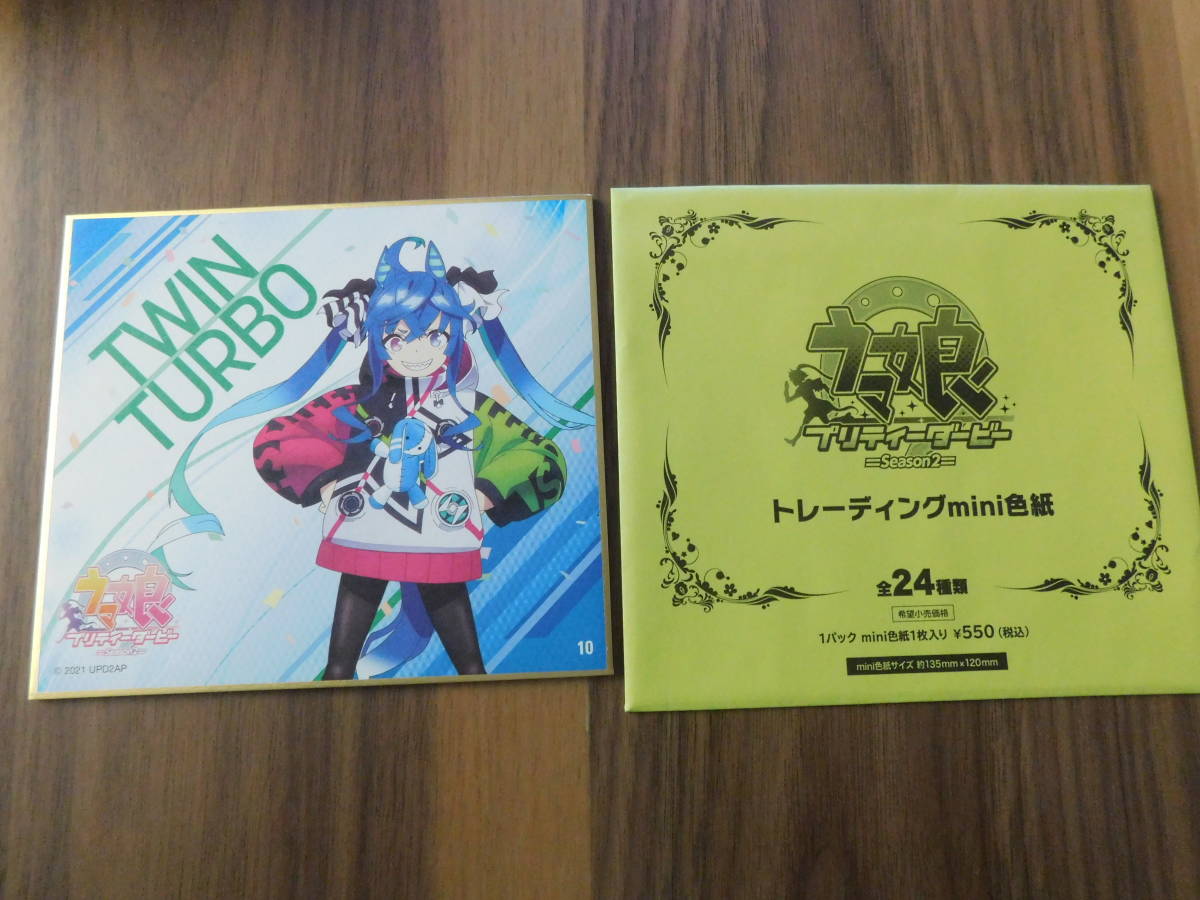 TWIN
TURBO
ウマ娘
プリティーダービー
Season2
© 2021 UPD2AP
10
ウマ娘
プリティーダービー
Season2
トレーディングmini色紙
全24種類
希望小売価格
1パック mini色紙1枚入り ¥550(税込)
mini色紙サイズ 約135mm×120mm